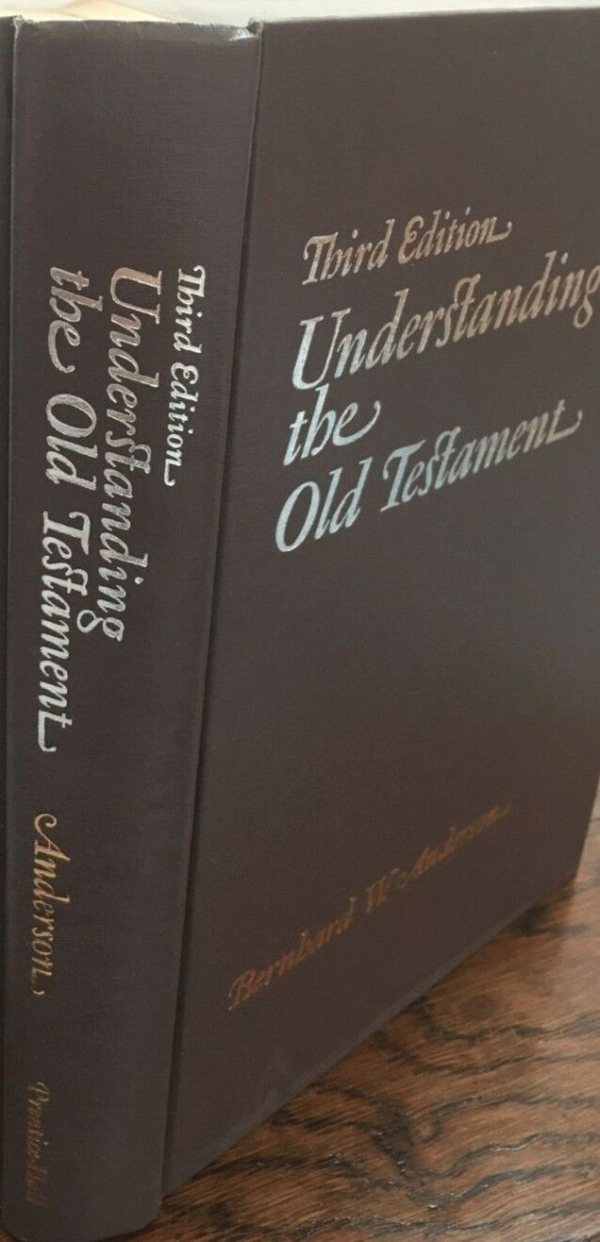 Third Edition
Understanding
the Old Testament
Anderson
Prentice-Hall
Third Edition
Understanding
the
Old Testament
Bernhard W. Anderson